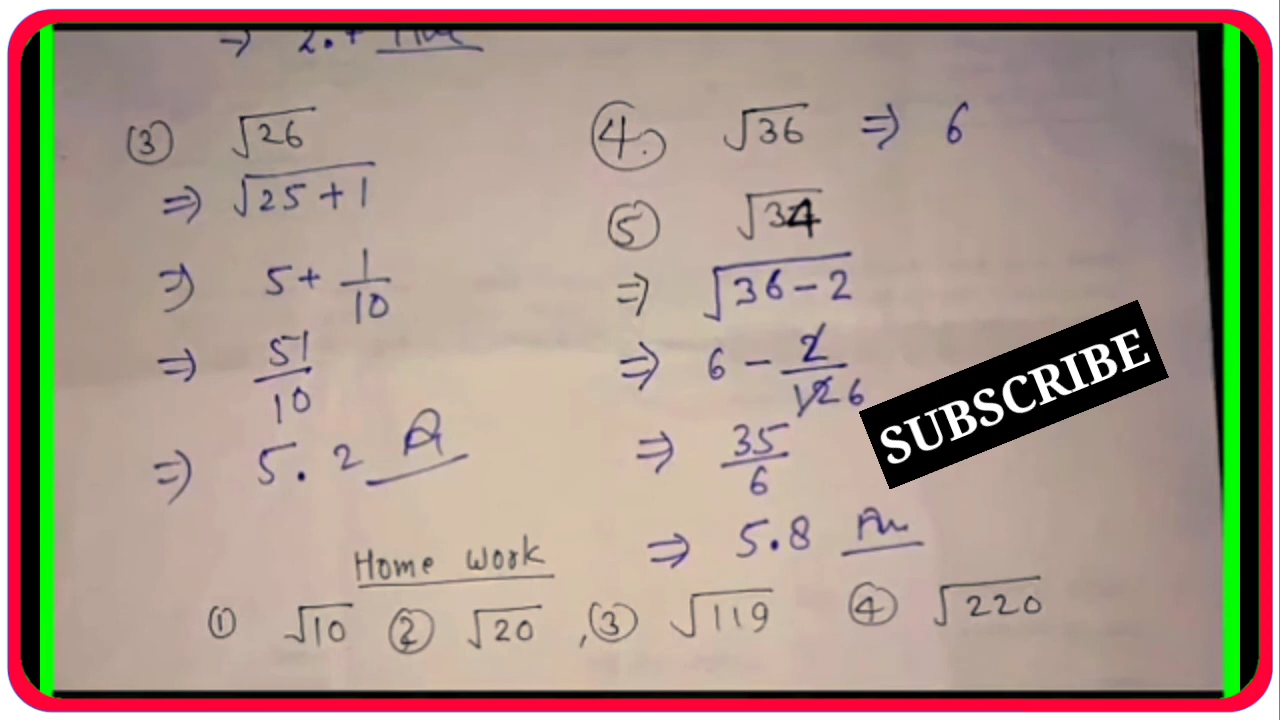 ⇒ 2.
③ √26
⇒ √25 + 1
⇒ 5 + 1/10
⇒ 51/10
⇒ 5.2 A
④. √36 ⇒ 6
⑤ √34
⇒ √36 - 2
⇒ 6 - 2/12 6
⇒ 35/6
⇒ 5.8 An
SUBSCRIBE
Home Work
① √10 ② √20 , ③ √119 ④ √220